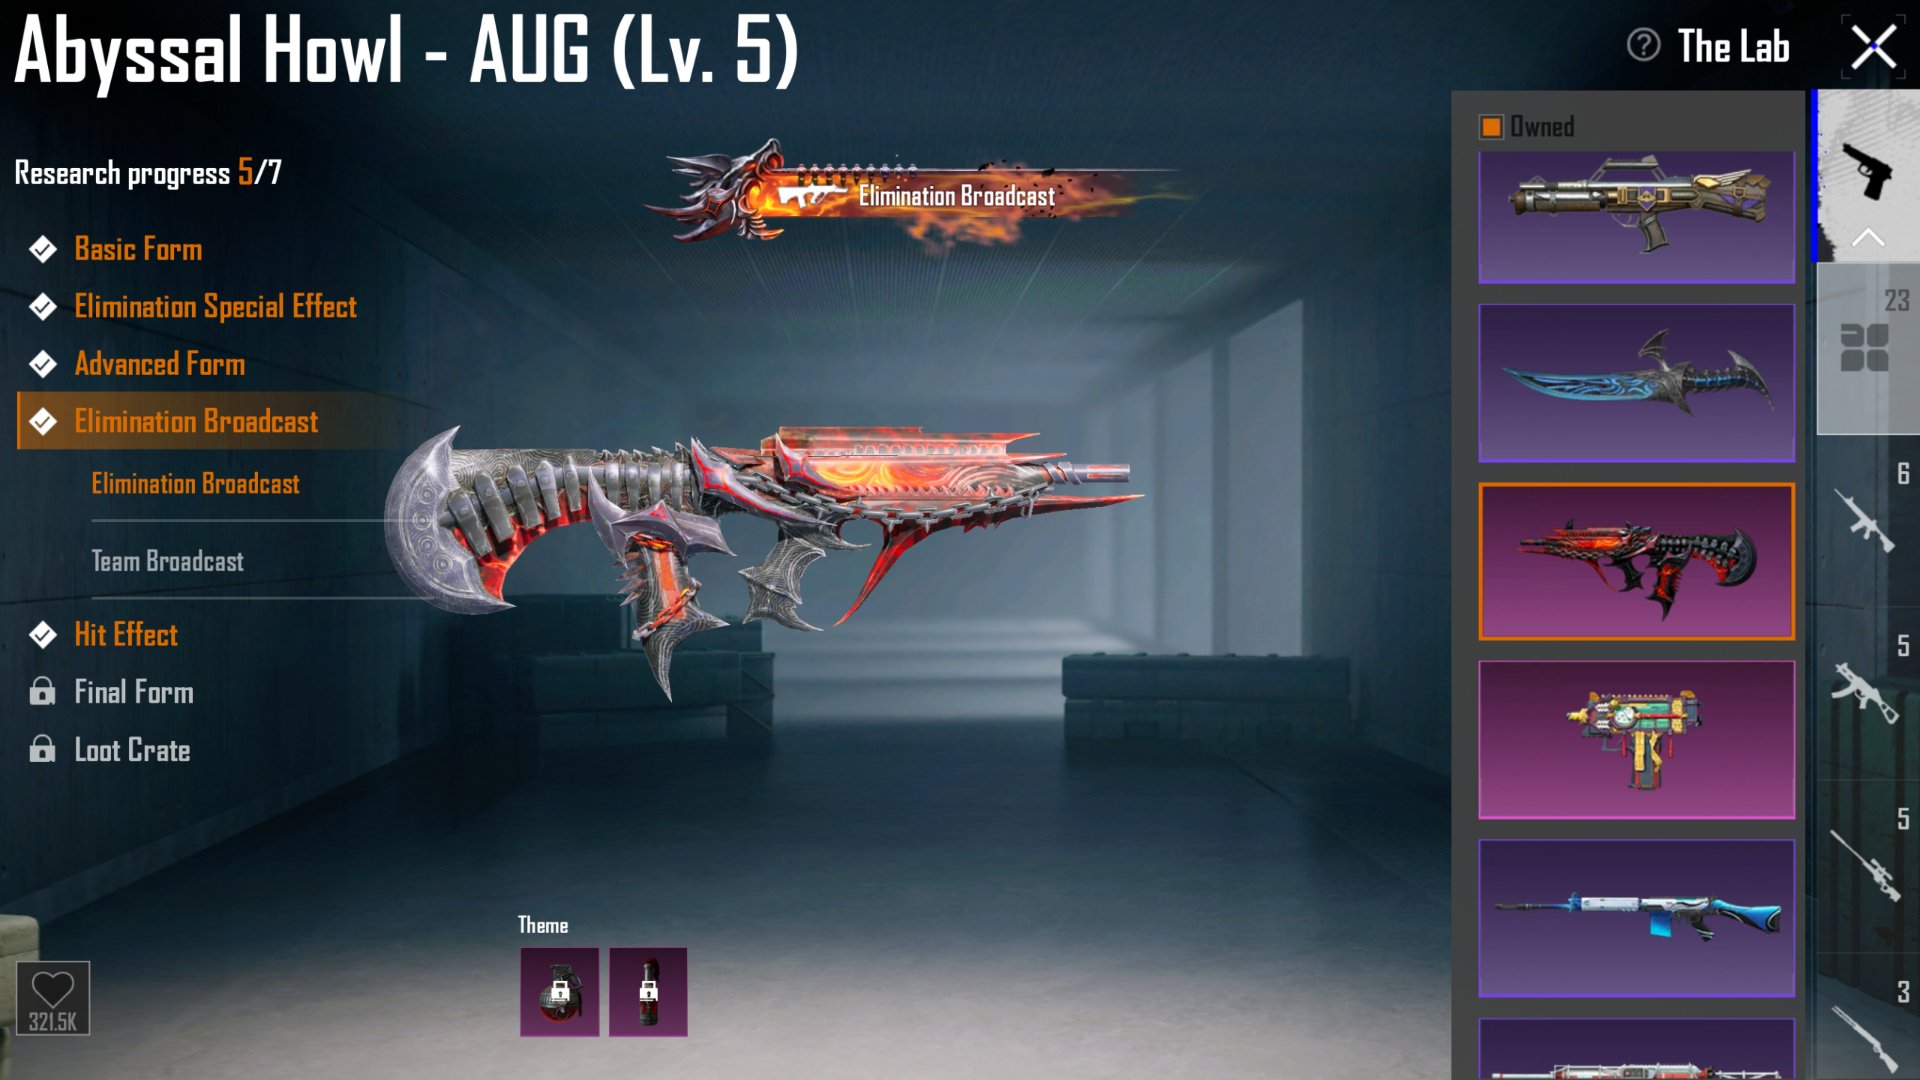 Abyssal Howl - AUG (Lv. 5)
The Lab
Research progress 5/7
Basic Form
Elimination Special Effect
Advanced Form
Elimination Broadcast
Elimination Broadcast
Team Broadcast
Hit Effect
Final Form
Loot Crate
Elimination Broadcast
Theme
321.5K
Owned
23
6
5
5
3